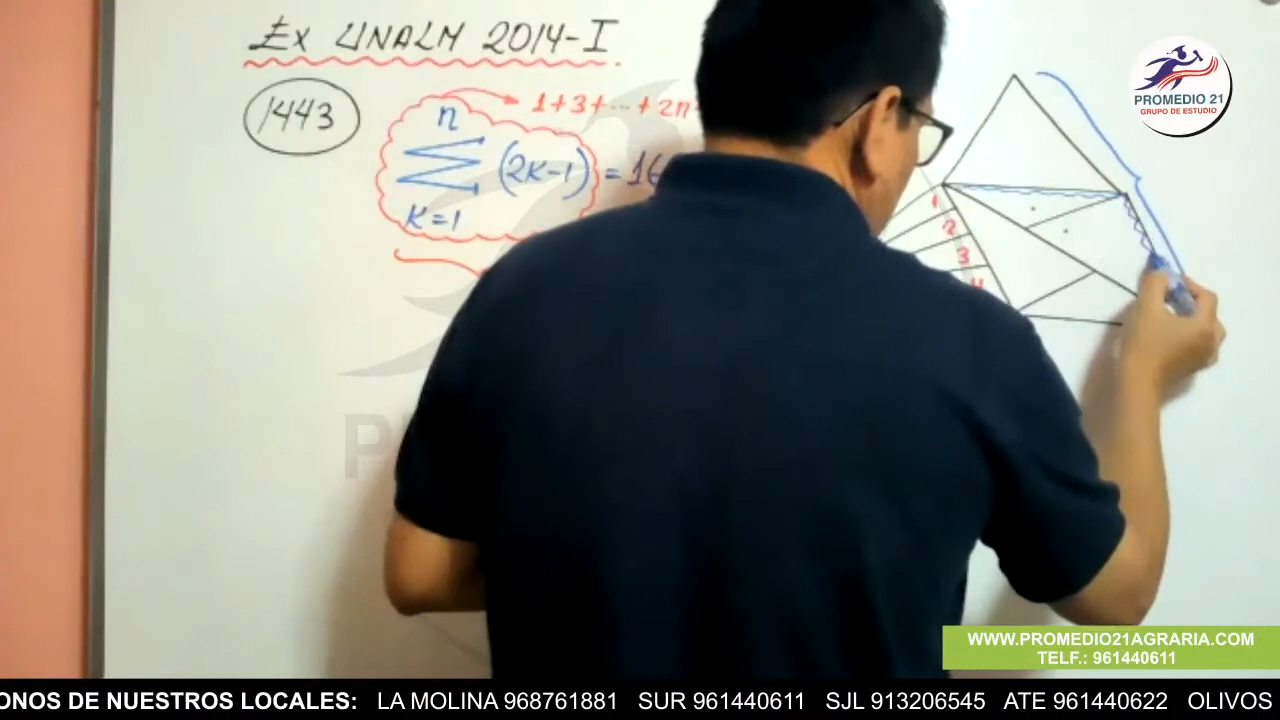 Ex UNALM 2014-I
1443
1+3+...+2n-
n
Σ (2K-1) = 16
K=1
1
2
3
4
PROMEDIO 21
GRUPO DE ESTUDIO
WWW.PROMEDIO21AGRARIA.COM
TELF.: 961440611
ONOS DE NUESTROS LOCALES: LA MOLINA 968761881 SUR 961440611 SJL 913206545 ATE 961440622 OLIVOS